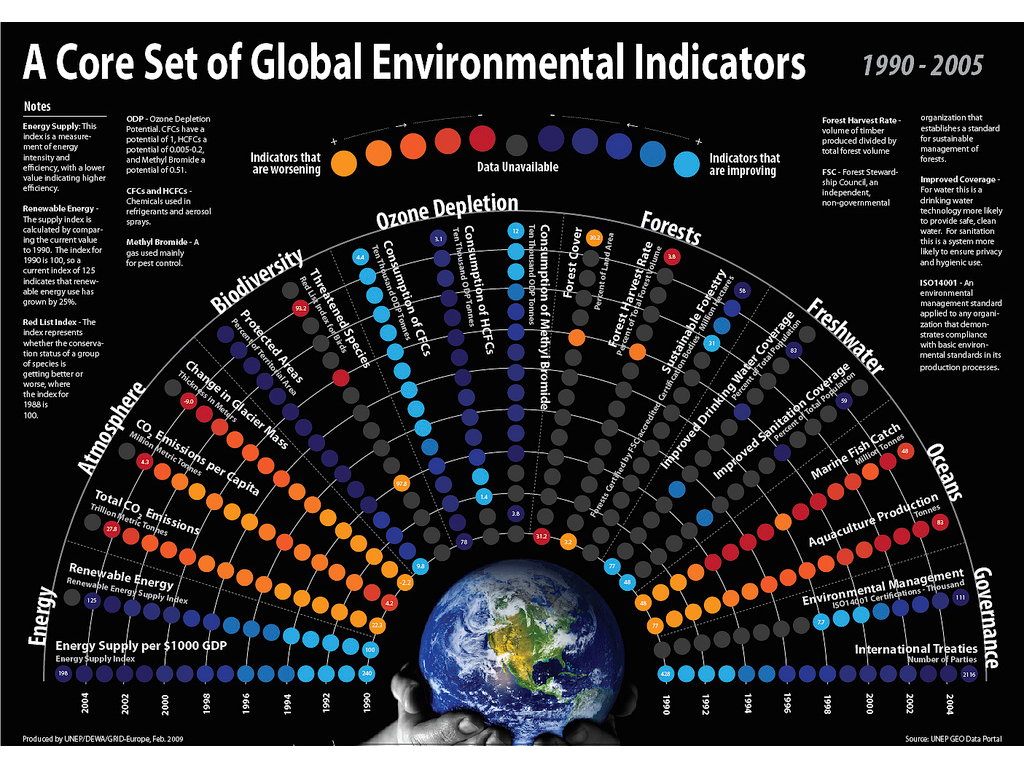 A Core Set of Global Environmental Indicators
1990 - 2005
Notes
Energy Supply: This
index is a measure-
ment of energy
intensity and
efficiency, with a lower
value indicating higher
efficiency.
Renewable Energy -
The supply index is
calculated by compar-
ing the current value
to 1990. The index for
1990 is 100, so a
current index of 125
indicates that renew-
able energy use has
grown by 25%.
Red List Index - The
index represents
whether the conserva-
tion status of a group
of species is
getting better or
worse, where
the index for
1988 is
100.
ODP - Ozone Depletion
Potential. CFCs have a
potential of 1, HCFCs a
potential of 0.005-0.2,
and Methyl Bromide a
potential of 0.51.
CFCs and HCFCs -
Chemicals used in
refrigerants and aerosol
sprays.
Methyl Bromide - A
gas used mainly
for pest control.
+ → - - → +
Indicators that
are worsening
Data Unavailable
Indicators that
are improving
Forest Harvest Rate -
volume of timber
produced divided by
total forest volume
FSC - Forest Steward-
ship Council, an
independent,
non-governmental
organization that
establishes a standard
for sustainable
management of
forests.
Improved Coverage -
For water this is a
drinking water
technology more likely
to provide safe, clean
water. For sanitation
this is a system more
likely to ensure privacy
and hygienic use.
ISO14001 - An
environmental
management standard
applied to any organi-
zation that demon-
strates compliance
with basic environ-
mental standards in its
production processes.
Energy
Energy Supply per $1000 GDP
Energy Supply Index
198
240
Renewable Energy
Renewable Energy Supply Index
125
100
Atmosphere
Total CO2 Emissions
Trillion Metric Tonnes
27.8
22.7
CO2 Emissions per Capita
Million Metric Tonnes
4.3
4.2
Change in Glacier Mass
Thickness in Meters
-9.0
-2.2
Biodiversity
Protected Areas
Percent of Territorial Area
9.8
Threatened Species
Red List Index for Birds
93.2
97.8
Ozone Depletion
Consumption of CFCs
Ten Thousand ODP Tonnes
4.4
78
Consumption of HCFCs
Ten Thousand ODP Tonnes
3.1
1.4
Consumption of Methyl Bromide
Ten Thousand ODP Tonnes
12
3.8
Forests
Forest Cover
Percent of Land Area
30.2
31.2
Forest Harvest Rate
Percent of Total Forest Volume
3.8
3.2
Sustainable Forestry
Forests Certified by FSC accredited Certification Bodies Million Hectares
58
21
Freshwater
Improved Drinking Water Coverage
Percent of Total Population
83
77
Improved Sanitation Coverage
Percent of Total Population
59
48
Oceans
Marine Fish Catch
Million Tonnes
48
Aquaculture Production
Tonnes
83
77
Governance
Environmental Management
ISO14001 Certifications - Thousand
111
7.7
International Treaties
Number of Parties
428
2116
2004
2002
2000
1998
1996
1994
1992
1990
1990
1992
1994
1996
1998
2000
2002
2004
Produced by UNEP/DEWA/GRID-Europe, Feb. 2009
Source: UNEP GEO Data Portal